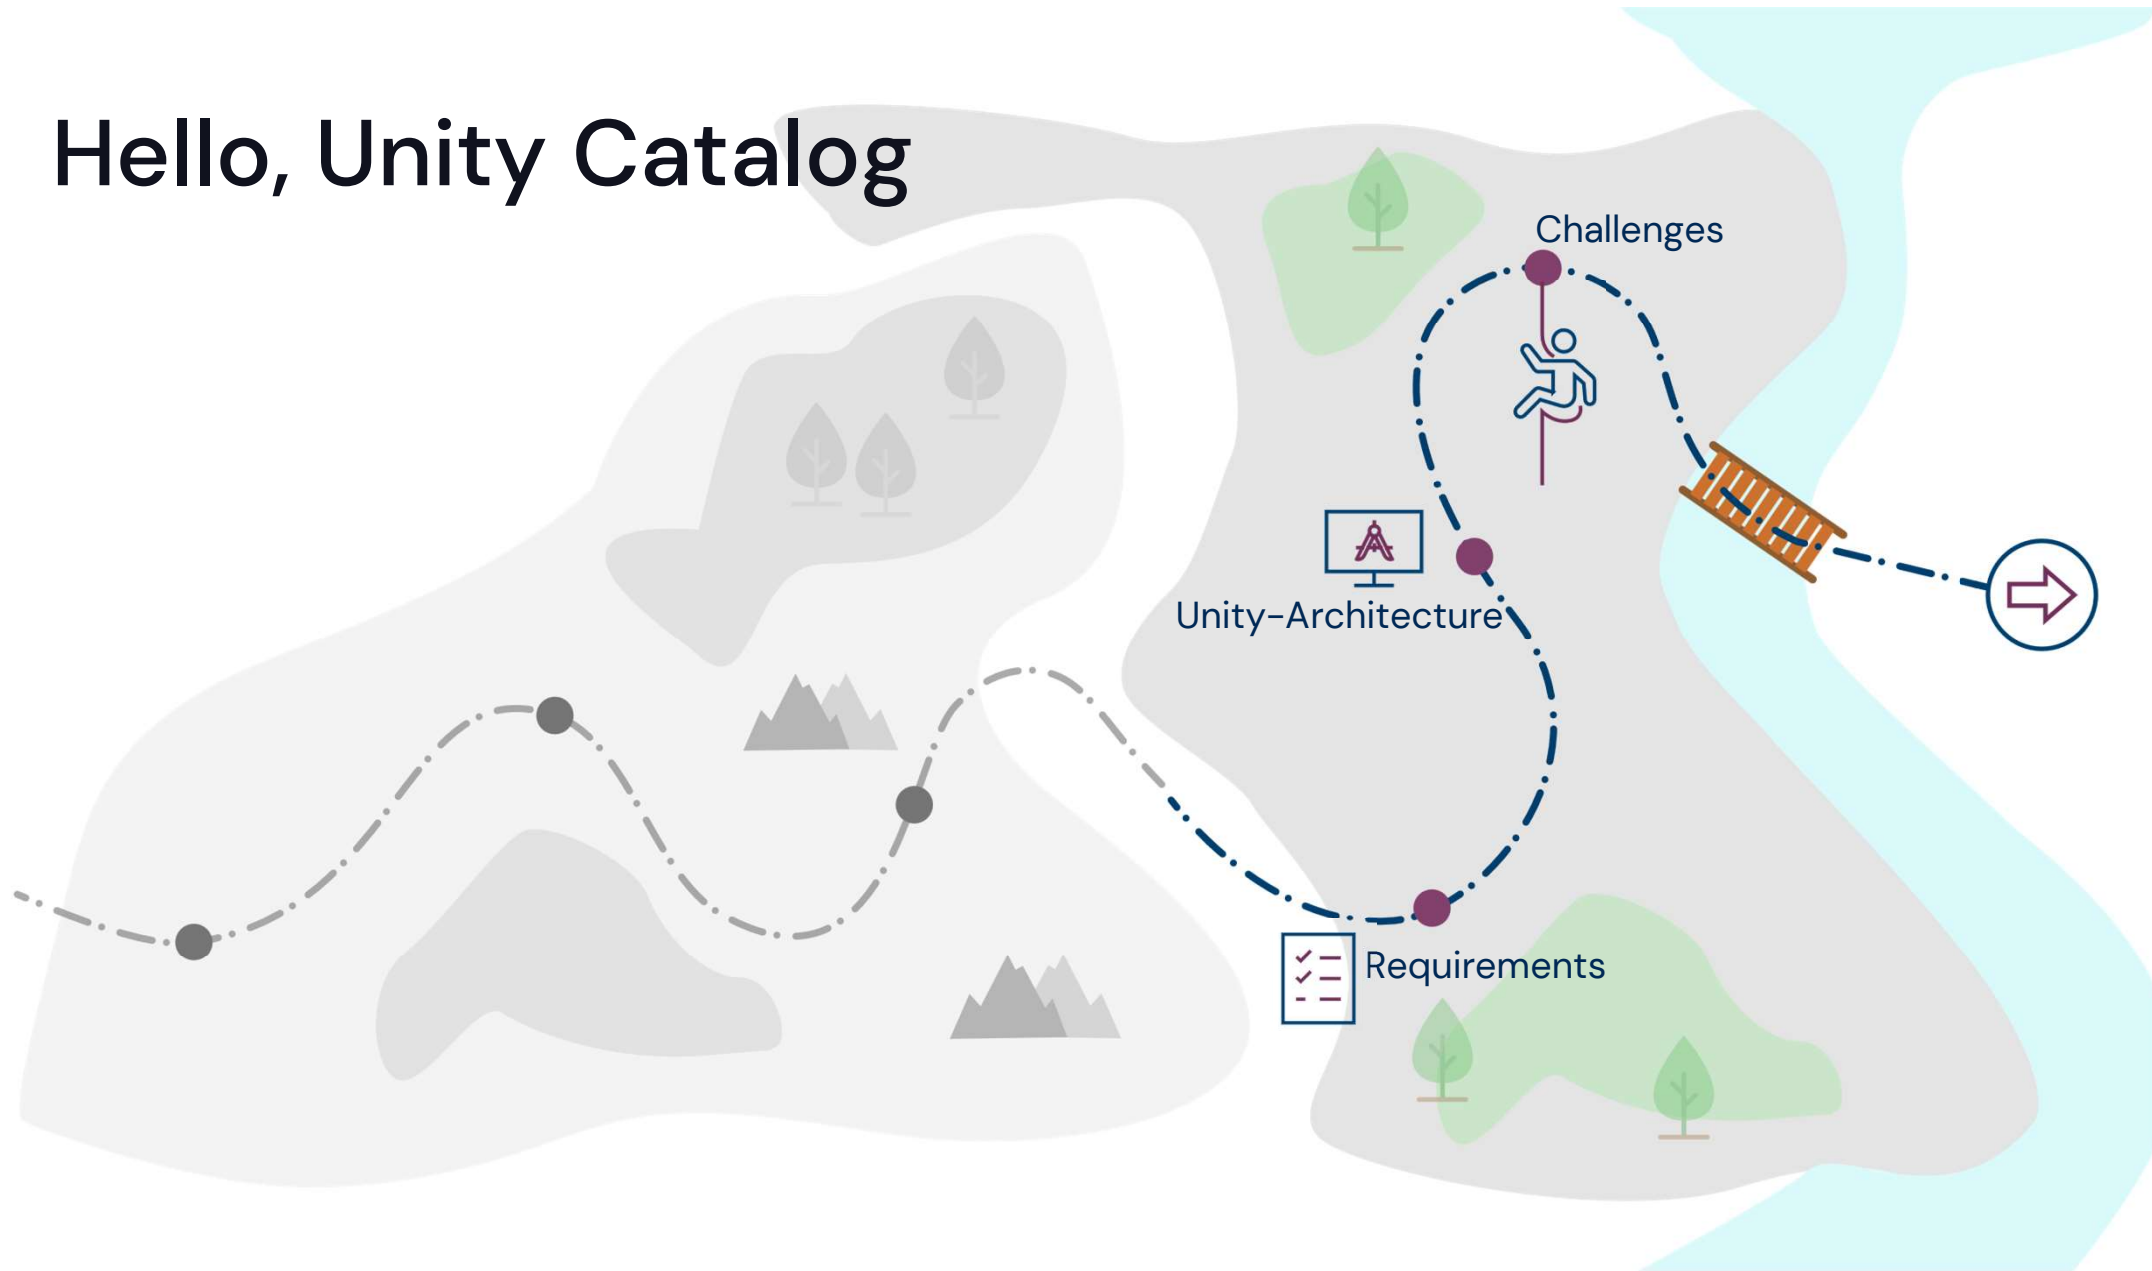 Hello, Unity Catalog
Challenges
Unity-Architecture
Requirements